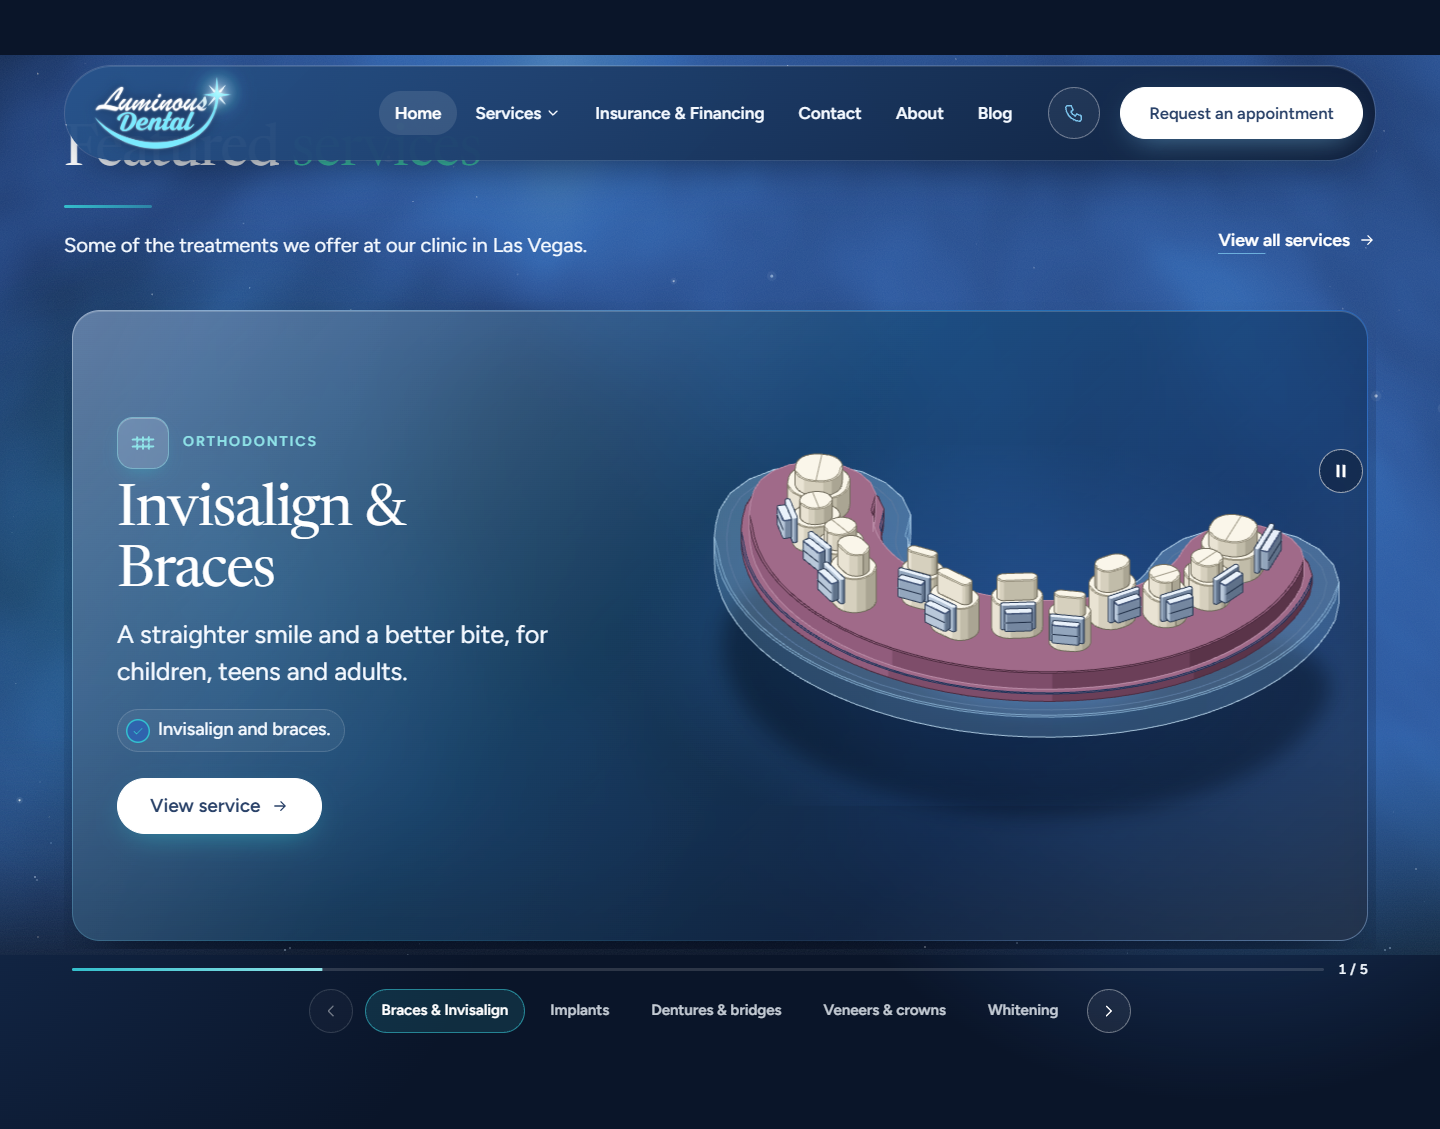 Luminous
Dental
Home
Services
Insurance & Financing
Contact
About
Blog
Request an appointment
Featured services
Some of the treatments we offer at our clinic in Las Vegas.
View all services
ORTHODONTICS
Invisalign &
Braces
A straighter smile and a better bite, for
children, teens and adults.
Invisalign and braces.
View service
1 / 5
Braces & Invisalign
Implants
Dentures & bridges
Veneers & crowns
Whitening